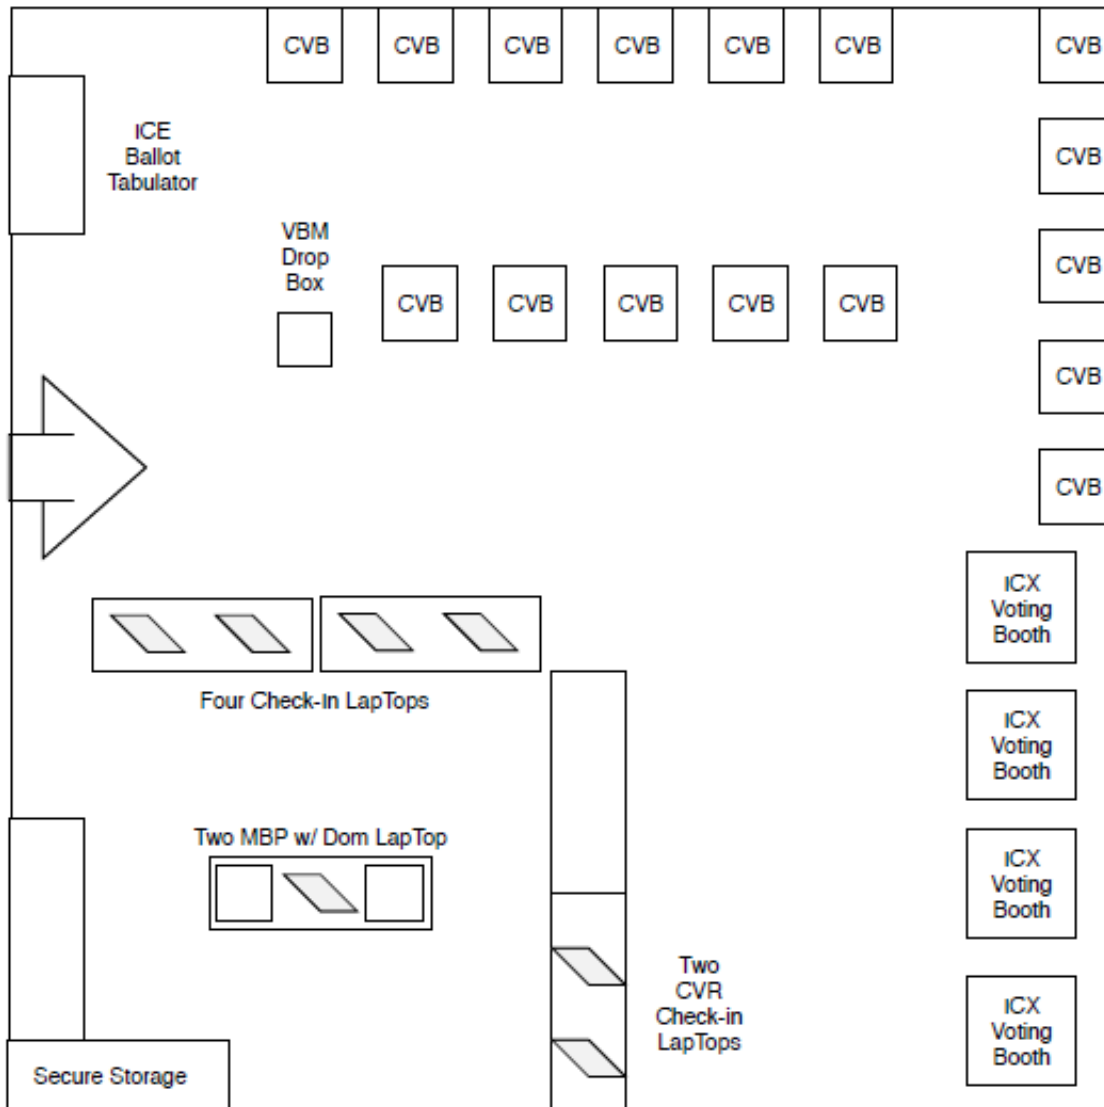 CVB
CVB
CVB
CVB
CVB
CVB
CVB
ICE
Ballot
Tabulator
CVB
VBM
Drop
Box
CVB
CVB
CVB
CVB
CVB
CVB
CVB
CVB
ICX
Voting
Booth
Four Check-in LapTops
ICX
Voting
Booth
Two MBP w/ Dom LapTop
ICX
Voting
Booth
Two
CVR
Check-in
LapTops
ICX
Voting
Booth
Secure Storage